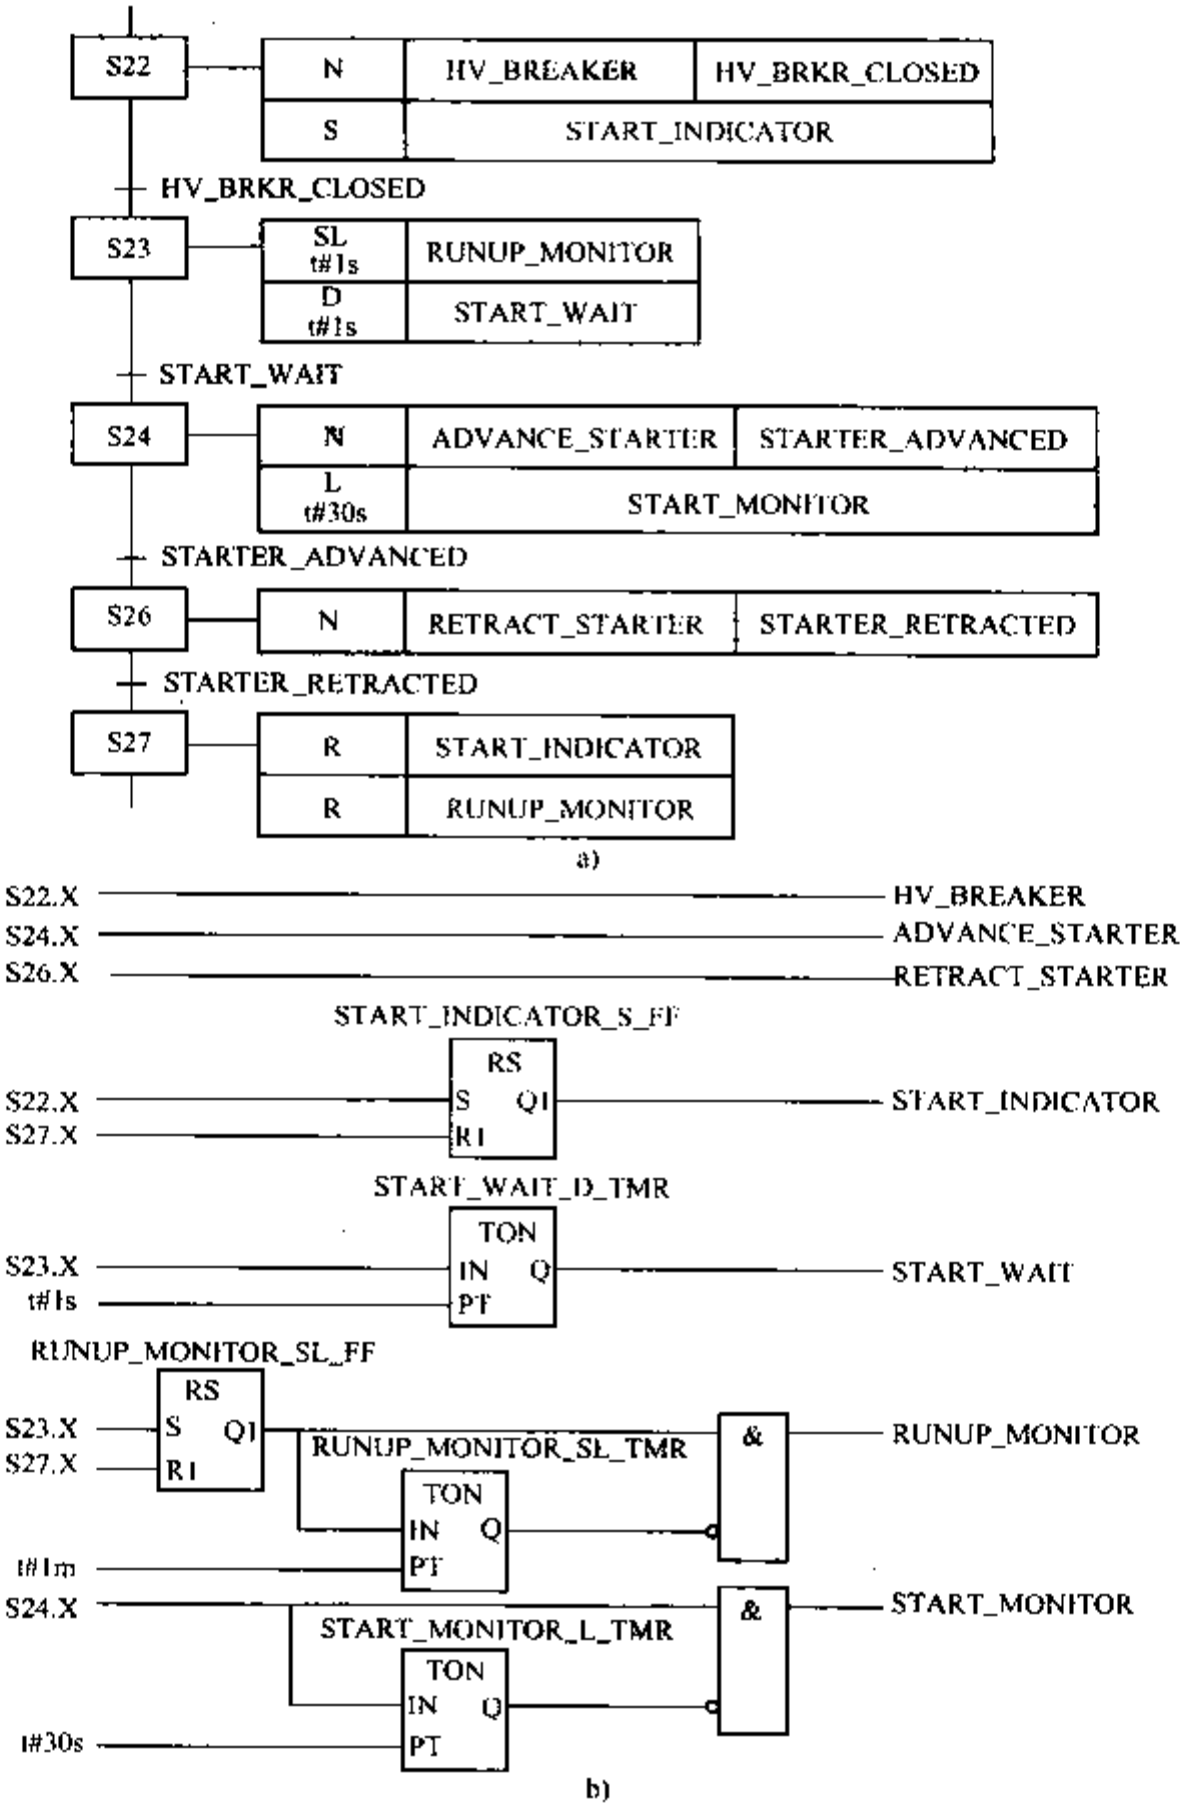 S22 N HV_BREAKER HV_BRKR_CLOSED
S START_INDICATOR
HV_BRKR_CLOSED
S23 SL t#1s RUNUP_MONITOR
D t#1s START_WAIT
START_WAIT
S24 N ADVANCE_STARTER STARTER_ADVANCED
L t#30s START_MONITOR
STARTER_ADVANCED
S26 N RETRACT_STARTER STARTER_RETRACTED
STARTER_RETRACTED
S27 R START_INDICATOR
R RUNUP_MONITOR
a)
S22.X HV_BREAKER
S24.X ADVANCE_STARTER
S26.X RETRACT_STARTER
START_INDICATOR_S_FF
RS
S22.X S Q1 START_INDICATOR
S27.X R1
START_WAIT_D_TMR
TON
S23.X IN Q START_WAIT
t#1s PT
RUNUP_MONITOR_SL_FF
RS
S23.X S Q1 & RUNUP_MONITOR
RUNUP_MONITOR_SL_TMR
S27.X R1
TON
IN Q
t#1m PT
S24.X & START_MONITOR
START_MONITOR_L_TMR
TON
IN Q
t#30s PT
b)